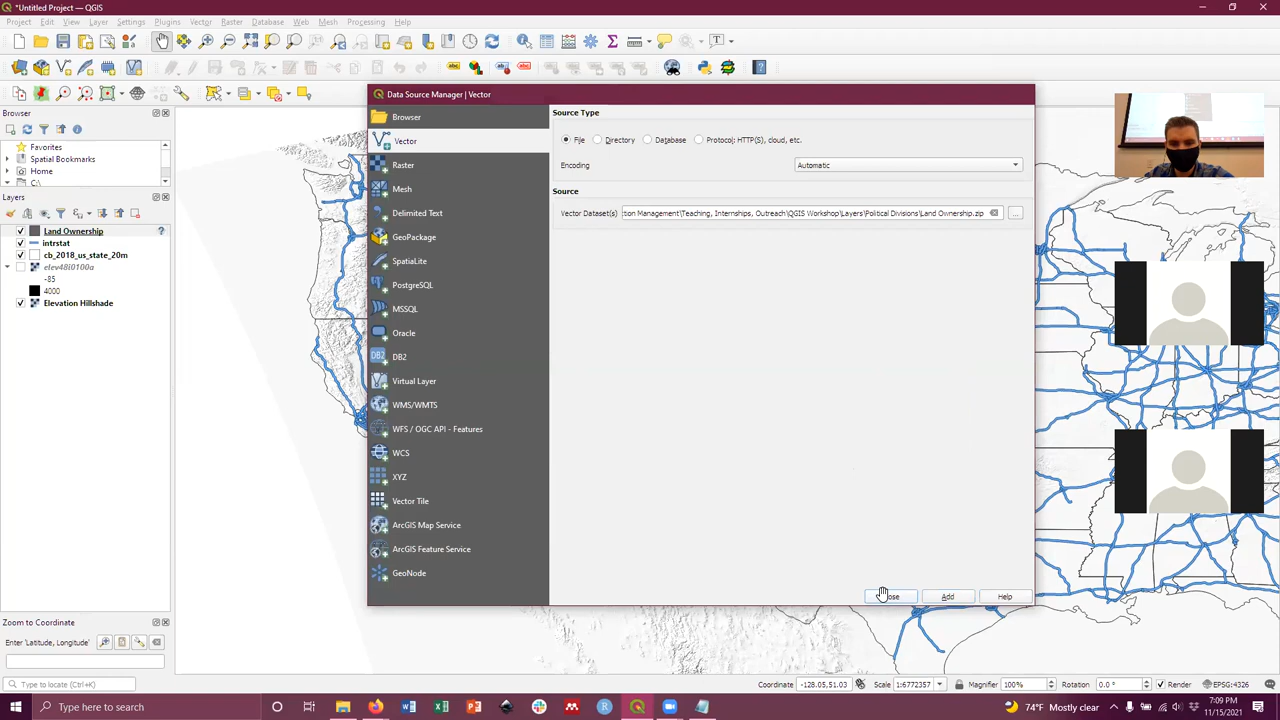 *Untitled Project — QGIS
Project Edit View Layer Settings Plugins Vector Raster Database Web Mesh Processing Help
Browser
Favorites
Spatial Bookmarks
Home
C:\
Layers
Land Ownership
intrstat
cb_2018_us_state_20m
elev48i0100a
-85
4000
Elevation Hillshade
Zoom to Coordinate
Enter 'Latitude, Longitude'
Data Source Manager | Vector
Browser
Vector
Raster
Mesh
Delimited Text
GeoPackage
SpatiaLite
PostgreSQL
MSSQL
Oracle
DB2
Virtual Layer
WMS/WMTS
WFS / OGC API - Features
WCS
XYZ
Vector Tile
ArcGIS Map Service
ArcGIS Feature Service
GeoNode
Source Type
File Directory Database Protocol: HTTP(S), cloud, etc.
Encoding Automatic
Source
Vector Dataset(s) tion Management\Teaching, Internships, Outreach\QGIS Workshop\Layers\Political Divisions\Land Ownership.zip
Add Help
Type to locate (Ctrl+K)
Coordinate -128.05,51.03 Scale 1:6772357 Magnifier 100% Rotation 0.0 ° Render EPSG:4326
Type here to search
74°F Mostly clear
7:09 PM
11/15/2021